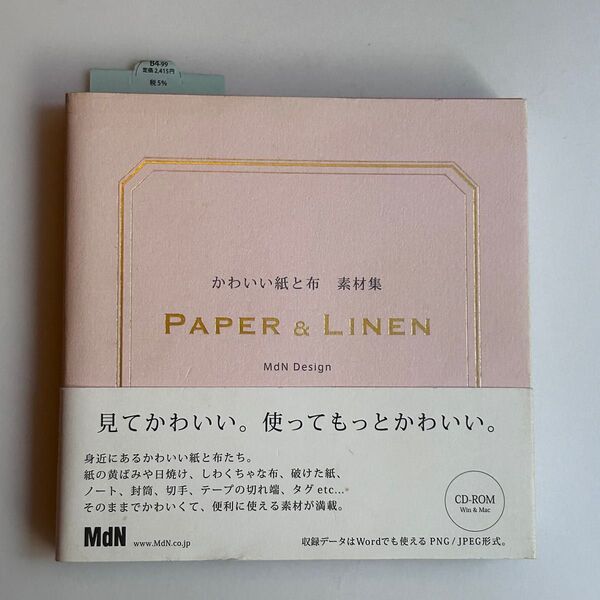 B4-99
定価2,415円
税5%
かわいい紙と布 素材集
PAPER & LINEN
MdN Design
見てかわいい。使ってもっとかわいい。
身近にあるかわいい紙と布たち。
紙の黄ばみや日焼け、しわくちゃな布、破けた紙、
ノート、封筒、切手、テープの切れ端、タグ etc...
そのままでかわいくて、便利に使える素材が満載。
CD-ROM
Win & Mac
MdN www.MdN.co.jp
収録データはWordでも使える PNG / JPEG形式。